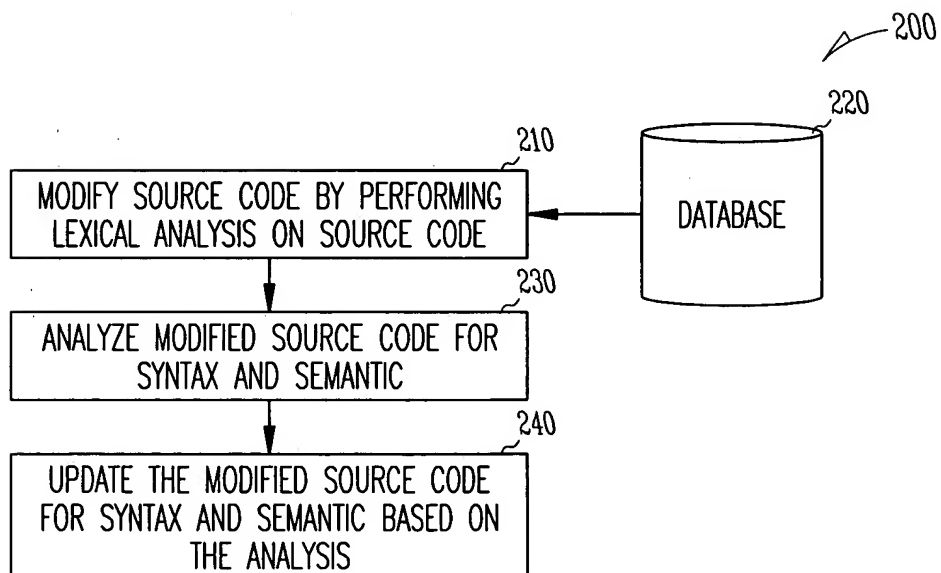 200
220
210
MODIFY SOURCE CODE BY PERFORMING
LEXICAL ANALYSIS ON SOURCE CODE
DATABASE
230
ANALYZE MODIFIED SOURCE CODE FOR
SYNTAX AND SEMANTIC
240
UPDATE THE MODIFIED SOURCE CODE
FOR SYNTAX AND SEMANTIC BASED ON
THE ANALYSIS